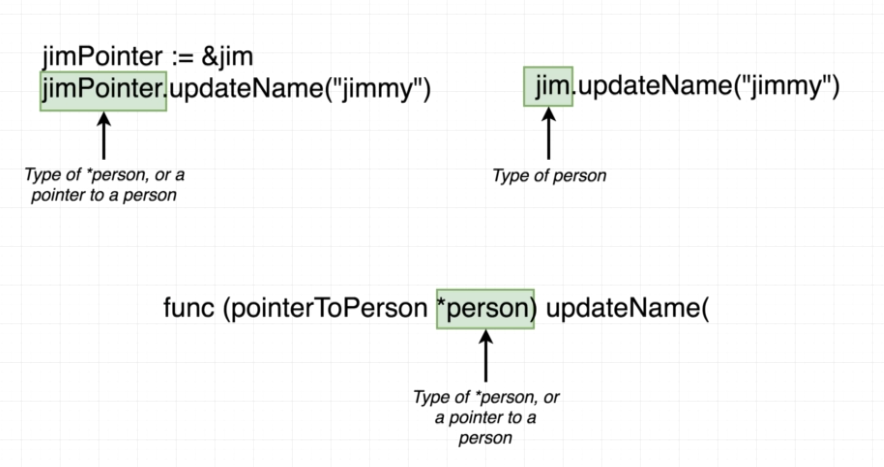 jimPointer := &jim
jimPointer.updateName("jimmy")
Type of *person, or a
pointer to a person
jim.updateName("jimmy")
Type of person
func (pointerToPerson *person) updateName(
Type of *person, or
a pointer to a
person